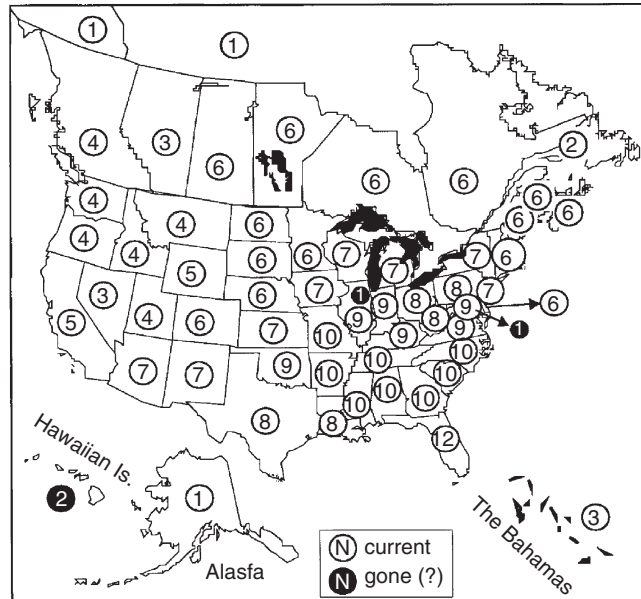 1
1
4 3 6 6 6 6 2
6 6 6
4 4 6
4 4 5 6 6 7 7 7 6
3 6 7 1 8 7 6
5 4 6 7 9 9 8 8 9 9 1
10 9 10
7 7 9 10 10 10
10 10 10
8 8 12
Hawaiian Is.
2
1
3
The Bahamas
Alasfa
N current
N gone (?)